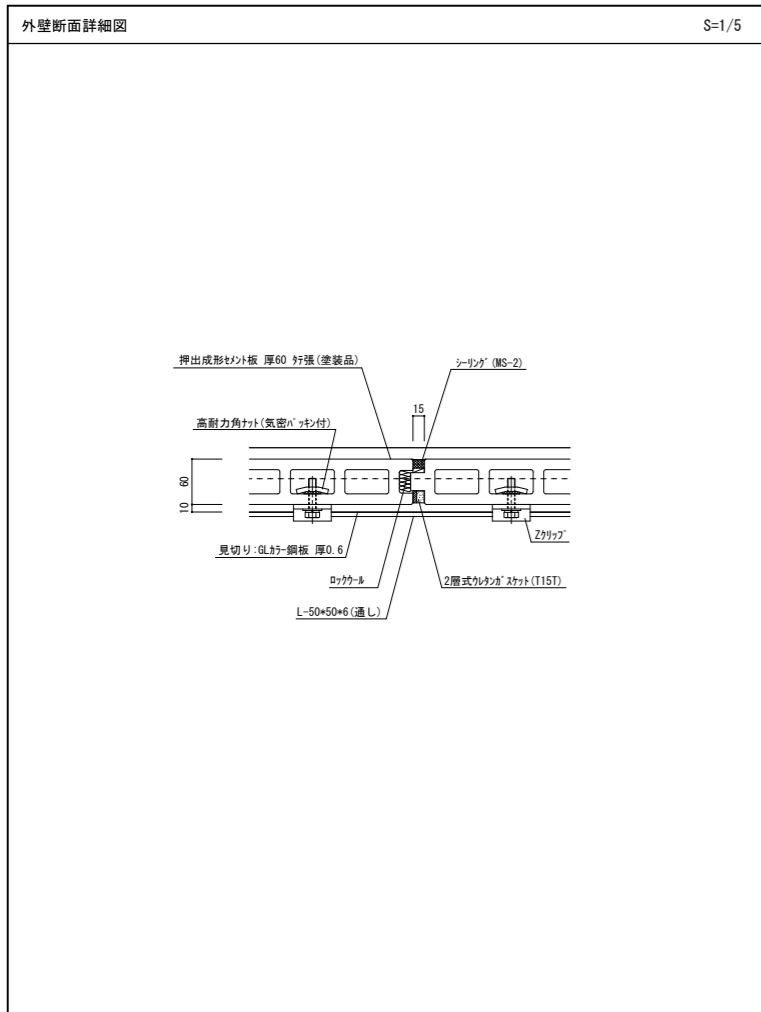 外壁断面詳細図
S=1/5
押出成形ｾﾒﾝﾄ板 厚60 ﾀﾃ張(塗装品)
ｼｰﾘﾝｸﾞ(MS-2)
15
高耐力角ﾅｯﾄ(気密ﾊﾟｯｷﾝ付)
60
10
Zｸﾘｯﾌﾟ
見切り:GLｶﾗｰ鋼板 厚0.6
ﾛｯｸｳｰﾙ
2層式ｳﾚﾀﾝｶﾞｽｹｯﾄ(T15T)
L-50*50*6(通し)